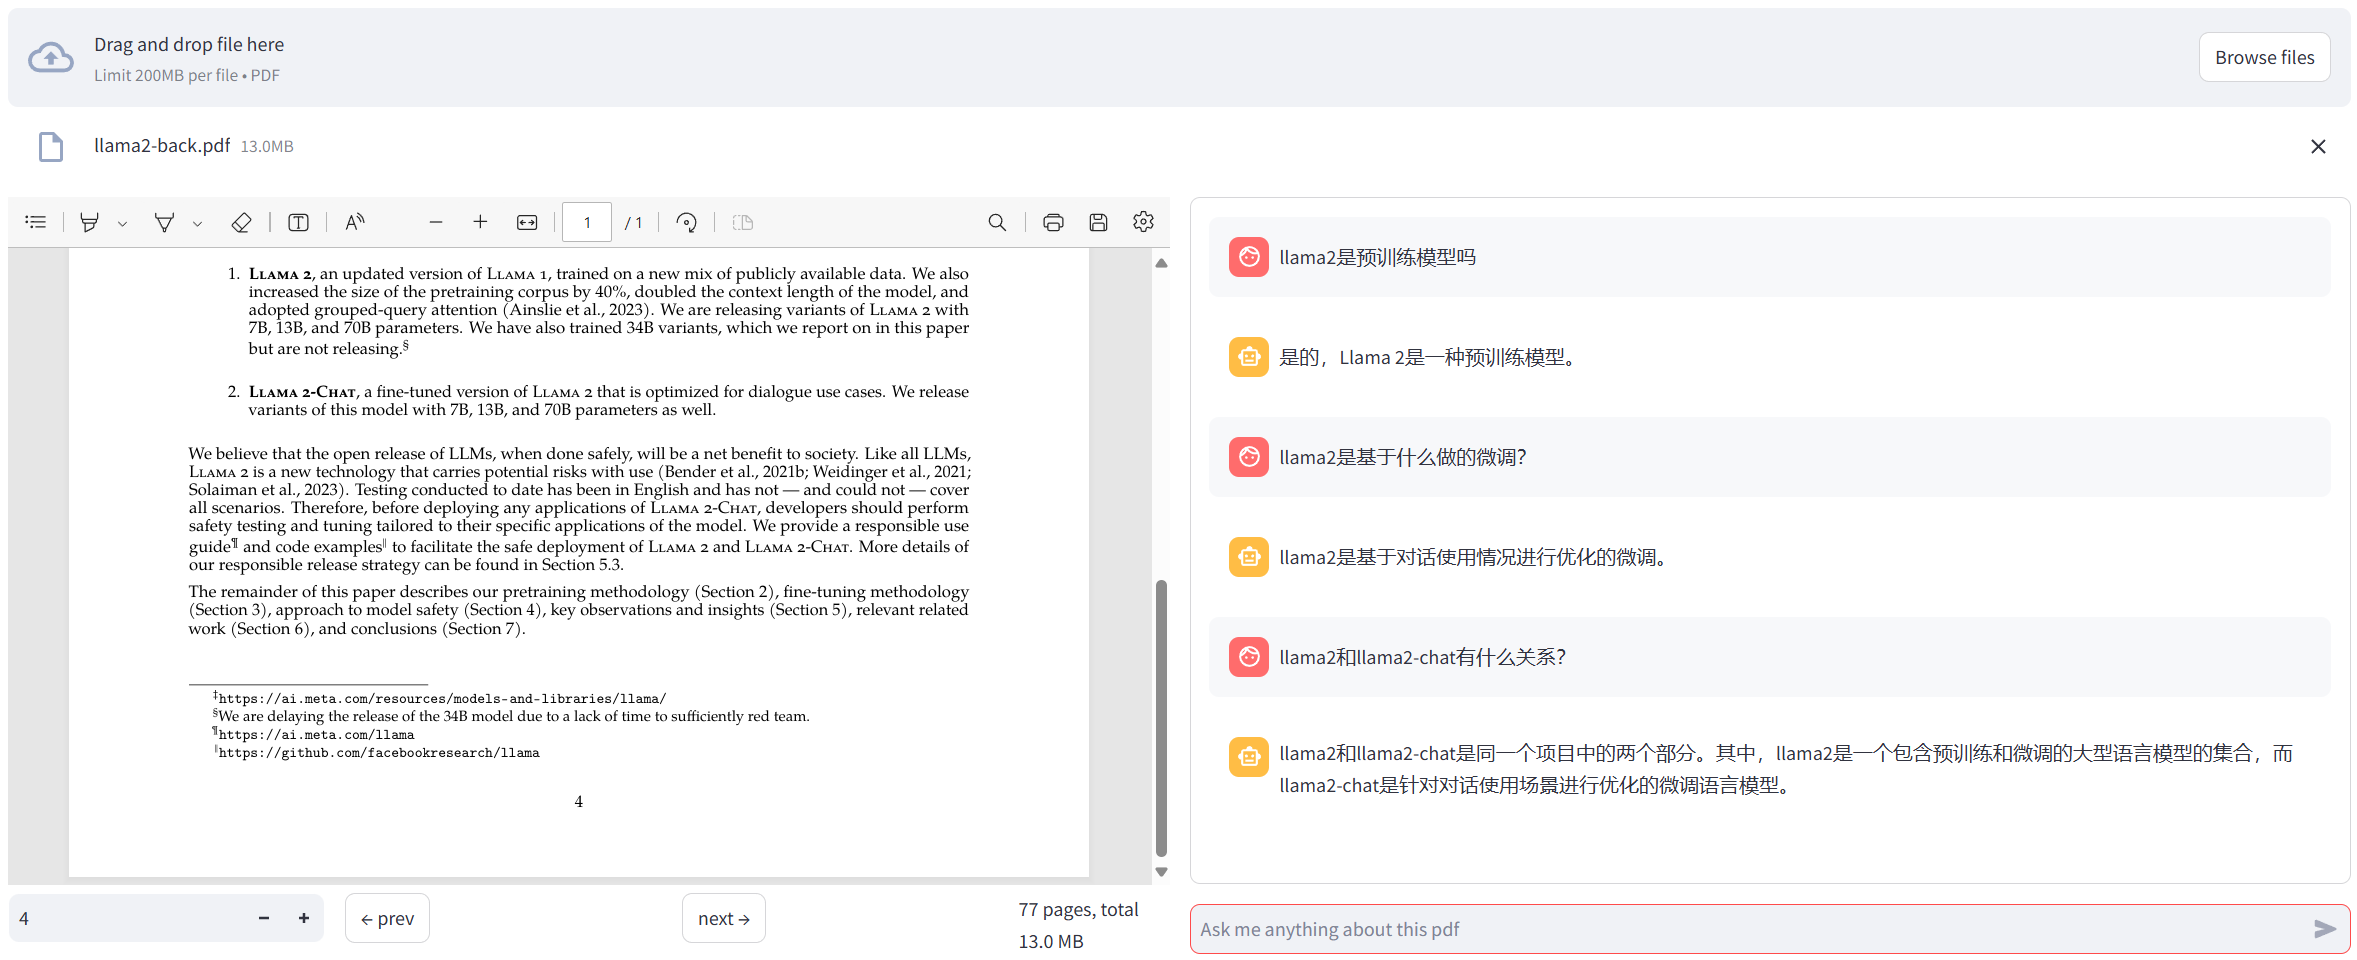 Drag and drop file here
Limit 200MB per file • PDF
Browse files
llama2-back.pdf 13.0MB
1 / 1
1. Llama 2, an updated version of Llama 1, trained on a new mix of publicly available data. We also
increased the size of the pretraining corpus by 40%, doubled the context length of the model, and
adopted grouped-query attention (Ainslie et al., 2023). We are releasing variants of Llama 2 with
7B, 13B, and 70B parameters. We have also trained 34B variants, which we report on in this paper
but are not releasing.§
2. Llama 2-Chat, a fine-tuned version of Llama 2 that is optimized for dialogue use cases. We release
variants of this model with 7B, 13B, and 70B parameters as well.
We believe that the open release of LLMs, when done safely, will be a net benefit to society. Like all LLMs,
Llama 2 is a new technology that carries potential risks with use (Bender et al., 2021b; Weidinger et al., 2021;
Solaiman et al., 2023). Testing conducted to date has been in English and has not — and could not — cover
all scenarios. Therefore, before deploying any applications of Llama 2-Chat, developers should perform
safety testing and tuning tailored to their specific applications of the model. We provide a responsible use
guide¶ and code examples‖ to facilitate the safe deployment of Llama 2 and Llama 2-Chat. More details of
our responsible release strategy can be found in Section 5.3.
The remainder of this paper describes our pretraining methodology (Section 2), fine-tuning methodology
(Section 3), approach to model safety (Section 4), key observations and insights (Section 5), relevant related
work (Section 6), and conclusions (Section 7).
‡https://ai.meta.com/resources/models-and-libraries/llama/
§We are delaying the release of the 34B model due to a lack of time to sufficiently red team.
¶https://ai.meta.com/llama
‖https://github.com/facebookresearch/llama
4
4
← prev
next →
77 pages, total
13.0 MB
llama2是预训练模型吗
是的，Llama 2是一种预训练模型。
llama2是基于什么做的微调？
llama2是基于对话使用情况进行优化的微调。
llama2和llama2-chat有什么关系？
llama2和llama2-chat是同一个项目中的两个部分。其中，llama2是一个包含预训练和微调的大型语言模型的集合，而
llama2-chat是针对对话使用场景进行优化的微调语言模型。
Ask me anything about this pdf